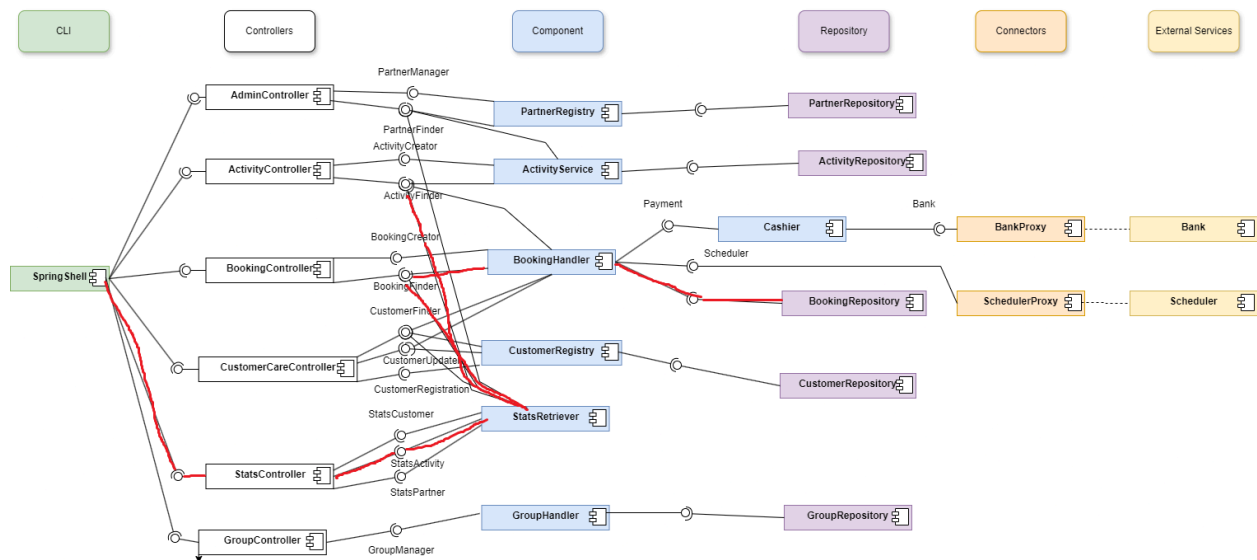 CLI
Controllers
Component
Repository
Connectors
External Services
PartnerManager
AdminController
PartnerRegistry
PartnerRepository
PartnerFinder
ActivityCreator
ActivityController
ActivityService
ActivityRepository
ActivityFinder
Payment
Bank
Cashier
BankProxy
Bank
BookingCreator
Scheduler
BookingController
BookingHandler
SpringShell
BookingFinder
BookingRepository
SchedulerProxy
Scheduler
CustomerFinder
CustomerRegistry
CustomerUpdater
CustomerCareController
CustomerRepository
CustomerRegistration
StatsCustomer
StatsRetriever
StatsActivity
StatsController
StatsPartner
GroupHandler
GroupRepository
GroupController
GroupManager